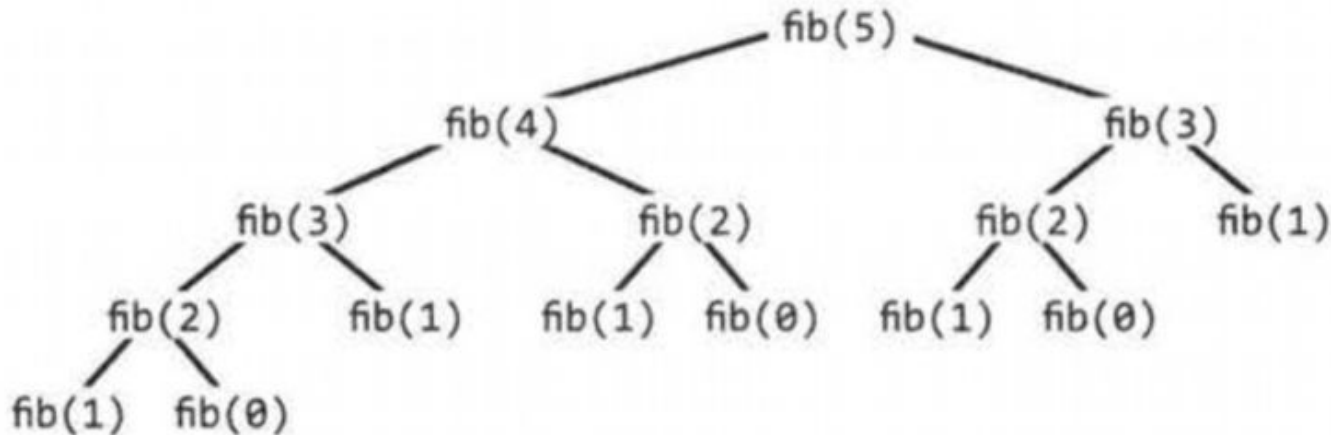 fib(5)
fib(4) fib(3)
fib(3) fib(2) fib(2) fib(1)
fib(2) fib(1) fib(1) fib(0) fib(1) fib(0)
fib(1) fib(0)